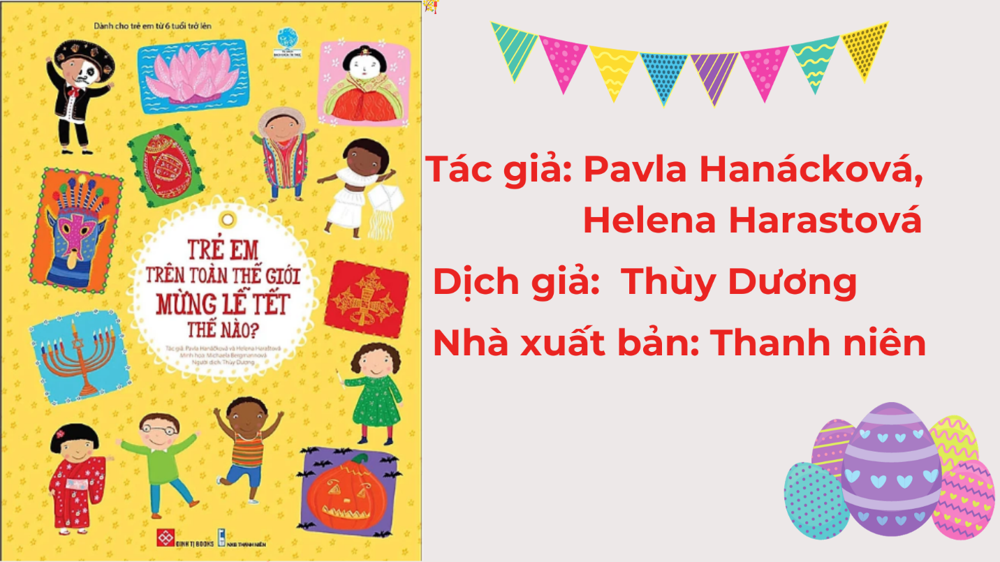 Dành cho trẻ em từ 6 tuổi trở lên
TRẺ EM
TRÊN TOÀN THẾ GIỚI
MỪNG LỄ TẾT
THẾ NÀO?
Tác giả: Pavla Hanáčková và Helena Haraštová
Minh họa: Michaela Bergmannová
Người dịch: Thùy Dương
ĐINH TỊ BOOKS
NXB THANH NIÊN
Tác giả: Pavla Hanácková,
Helena Harastová
Dịch giả: Thùy Dương
Nhà xuất bản: Thanh niên